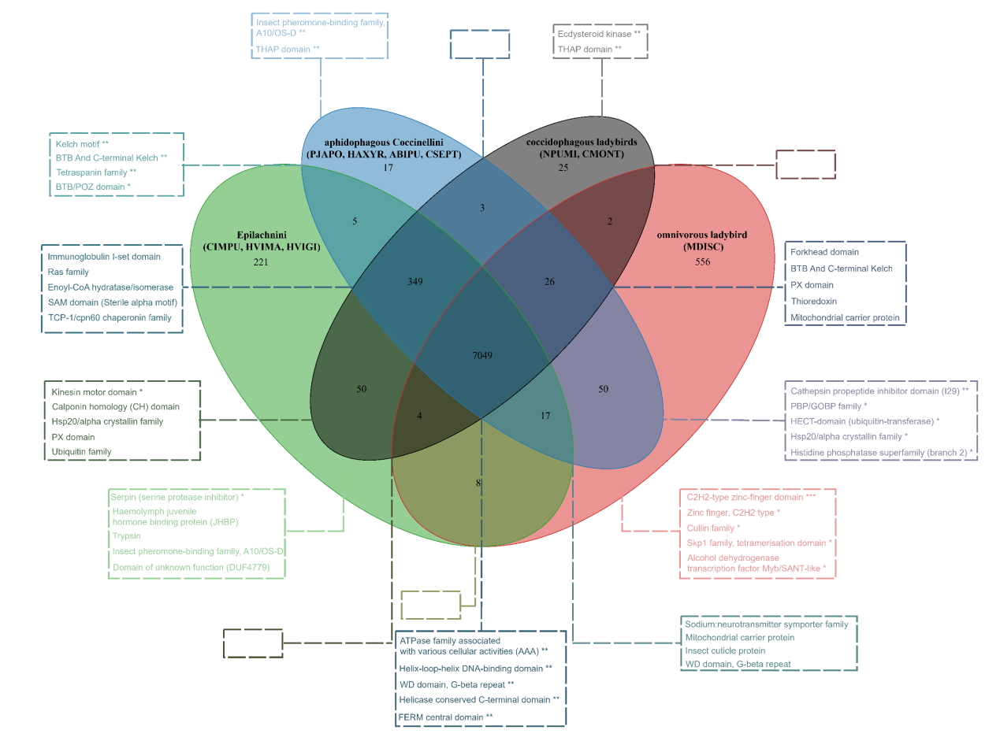 Insect pheromone-binding family,
A10/OS-D **
THAP domain **
Ecdysteroid kinase **
THAP domain **
Kelch motif **
BTB And C-terminal Kelch **
Tetraspanin family **
BTB/POZ domain *
aphidophagous Coccinellini
(PJAPO, HAXYR, ABIPU, CSEPT)
17
coccidophagous ladybirds
(NPUMI, CMONT)
25
3
5
2
Epilachnini
(CIMPU, HVIMA, HVIGI)
221
omnivorous ladybird
(MDISC)
556
Immunoglobulin I-set domain
Ras family
Enoyl-CoA hydratase/isomerase
SAM domain (Sterile alpha motif)
TCP-1/cpn60 chaperonin family
349
26
Forkhead domain
BTB And C-terminal Kelch
PX domain
Thioredoxin
Mitochondrial carrier protein
7049
50
4
17
50
8
Kinesin motor domain *
Calponin homology (CH) domain
Hsp20/alpha crystallin family
PX domain
Ubiquitin family
Cathepsin propeptide inhibitor domain (I29) **
PBP/GOBP family *
HECT-domain (ubiquitin-transferase) *
Hsp20/alpha crystallin family *
Histidine phosphatase superfamily (branch 2) *
Serpin (serine protease inhibitor) *
Haemolymph juvenile
hormone binding protein (JHBP)
Trypsin
Insect pheromone-binding family, A10/OS-D
Domain of unknown function (DUF4779)
C2H2-type zinc-finger domain ***
Zinc finger, C2H2 type *
Cullin family *
Skp1 family, tetramerisation domain *
Alcohol dehydrogenase
transcription factor Myb/SANT-like *
ATPase family associated
with various cellular activities (AAA) **
Helix-loop-helix DNA-binding domain **
WD domain, G-beta repeat **
Helicase conserved C-terminal domain **
FERM central domain **
Sodium:neurotransmitter symporter family
Mitochondrial carrier protein
Insect cuticle protein
WD domain, G-beta repeat